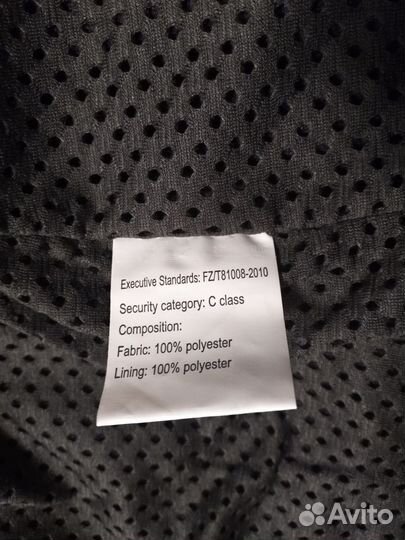 Executive Standards: FZ/T81008-2010
Security category: C class
Composition:
Fabric: 100% polyester
Lining: 100% polyester
Avito